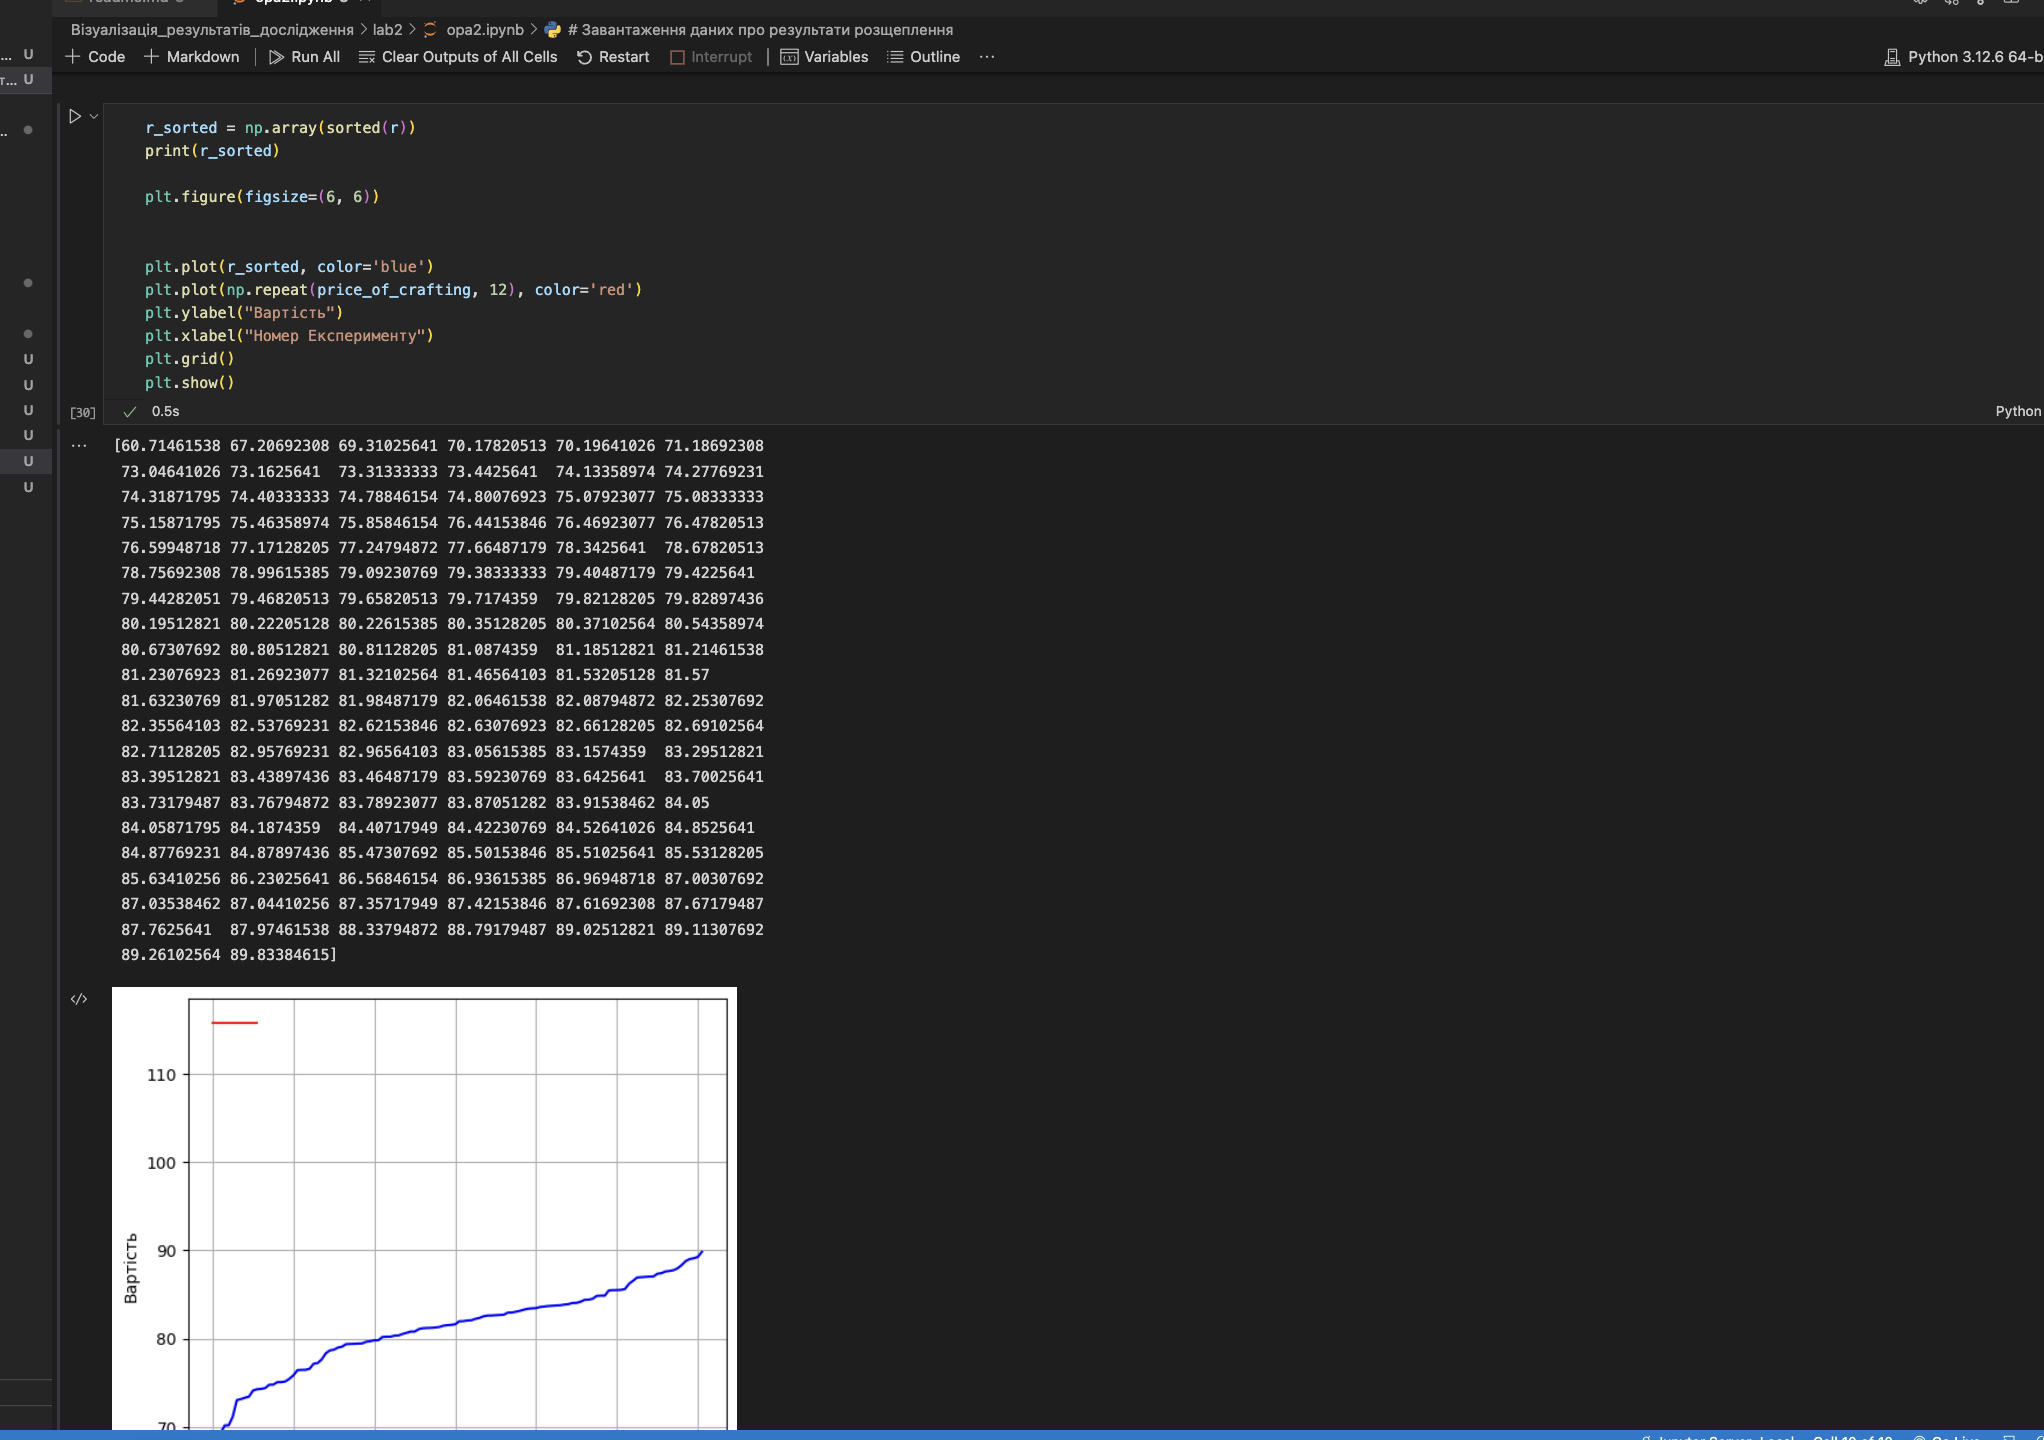 Візуалізація_результатів_дослідження > lab2 > opa2.ipynb > # Завантаження даних про результати розщеплення
... U
+ Code + Markdown | Run All Clear Outputs of All Cells Restart Interrupt | Variables Outline ...
Python 3.12.6 64-b
т... U
r_sorted = np.array(sorted(r))
print(r_sorted)
plt.figure(figsize=(6, 6))
plt.plot(r_sorted, color='blue')
plt.plot(np.repeat(price_of_crafting, 12), color='red')
plt.ylabel("Вартість")
plt.xlabel("Номер Експерименту")
plt.grid()
plt.show()
U
U
U
U
U
U
[30] 0.5s
Python
[60.71461538 67.20692308 69.31025641 70.17820513 70.19641026 71.18692308
73.04641026 73.1625641 73.31333333 73.4425641 74.13358974 74.27769231
74.31871795 74.40333333 74.78846154 74.80076923 75.07923077 75.08333333
75.15871795 75.46358974 75.85846154 76.44153846 76.46923077 76.47820513
76.59948718 77.17128205 77.24794872 77.66487179 78.3425641 78.67820513
78.75692308 78.99615385 79.09230769 79.38333333 79.40487179 79.4225641
79.44282051 79.46820513 79.65820513 79.7174359 79.82128205 79.82897436
80.19512821 80.22205128 80.22615385 80.35128205 80.37102564 80.54358974
80.67307692 80.80512821 80.81128205 81.0874359 81.18512821 81.21461538
81.23076923 81.26923077 81.32102564 81.46564103 81.53205128 81.57
81.63230769 81.97051282 81.98487179 82.06461538 82.08794872 82.25307692
82.35564103 82.53769231 82.62153846 82.63076923 82.66128205 82.69102564
82.71128205 82.95769231 82.96564103 83.05615385 83.1574359 83.29512821
83.39512821 83.43897436 83.46487179 83.59230769 83.6425641 83.70025641
83.73179487 83.76794872 83.78923077 83.87051282 83.91538462 84.05
84.05871795 84.1874359 84.40717949 84.42230769 84.52641026 84.8525641
84.87769231 84.87897436 85.47307692 85.50153846 85.51025641 85.53128205
85.63410256 86.23025641 86.56846154 86.93615385 86.96948718 87.00307692
87.03538462 87.04410256 87.35717949 87.42153846 87.61692308 87.67179487
87.7625641 87.97461538 88.33794872 88.79179487 89.02512821 89.11307692
89.26102564 89.83384615]
110
100
90
80
70
Вартість